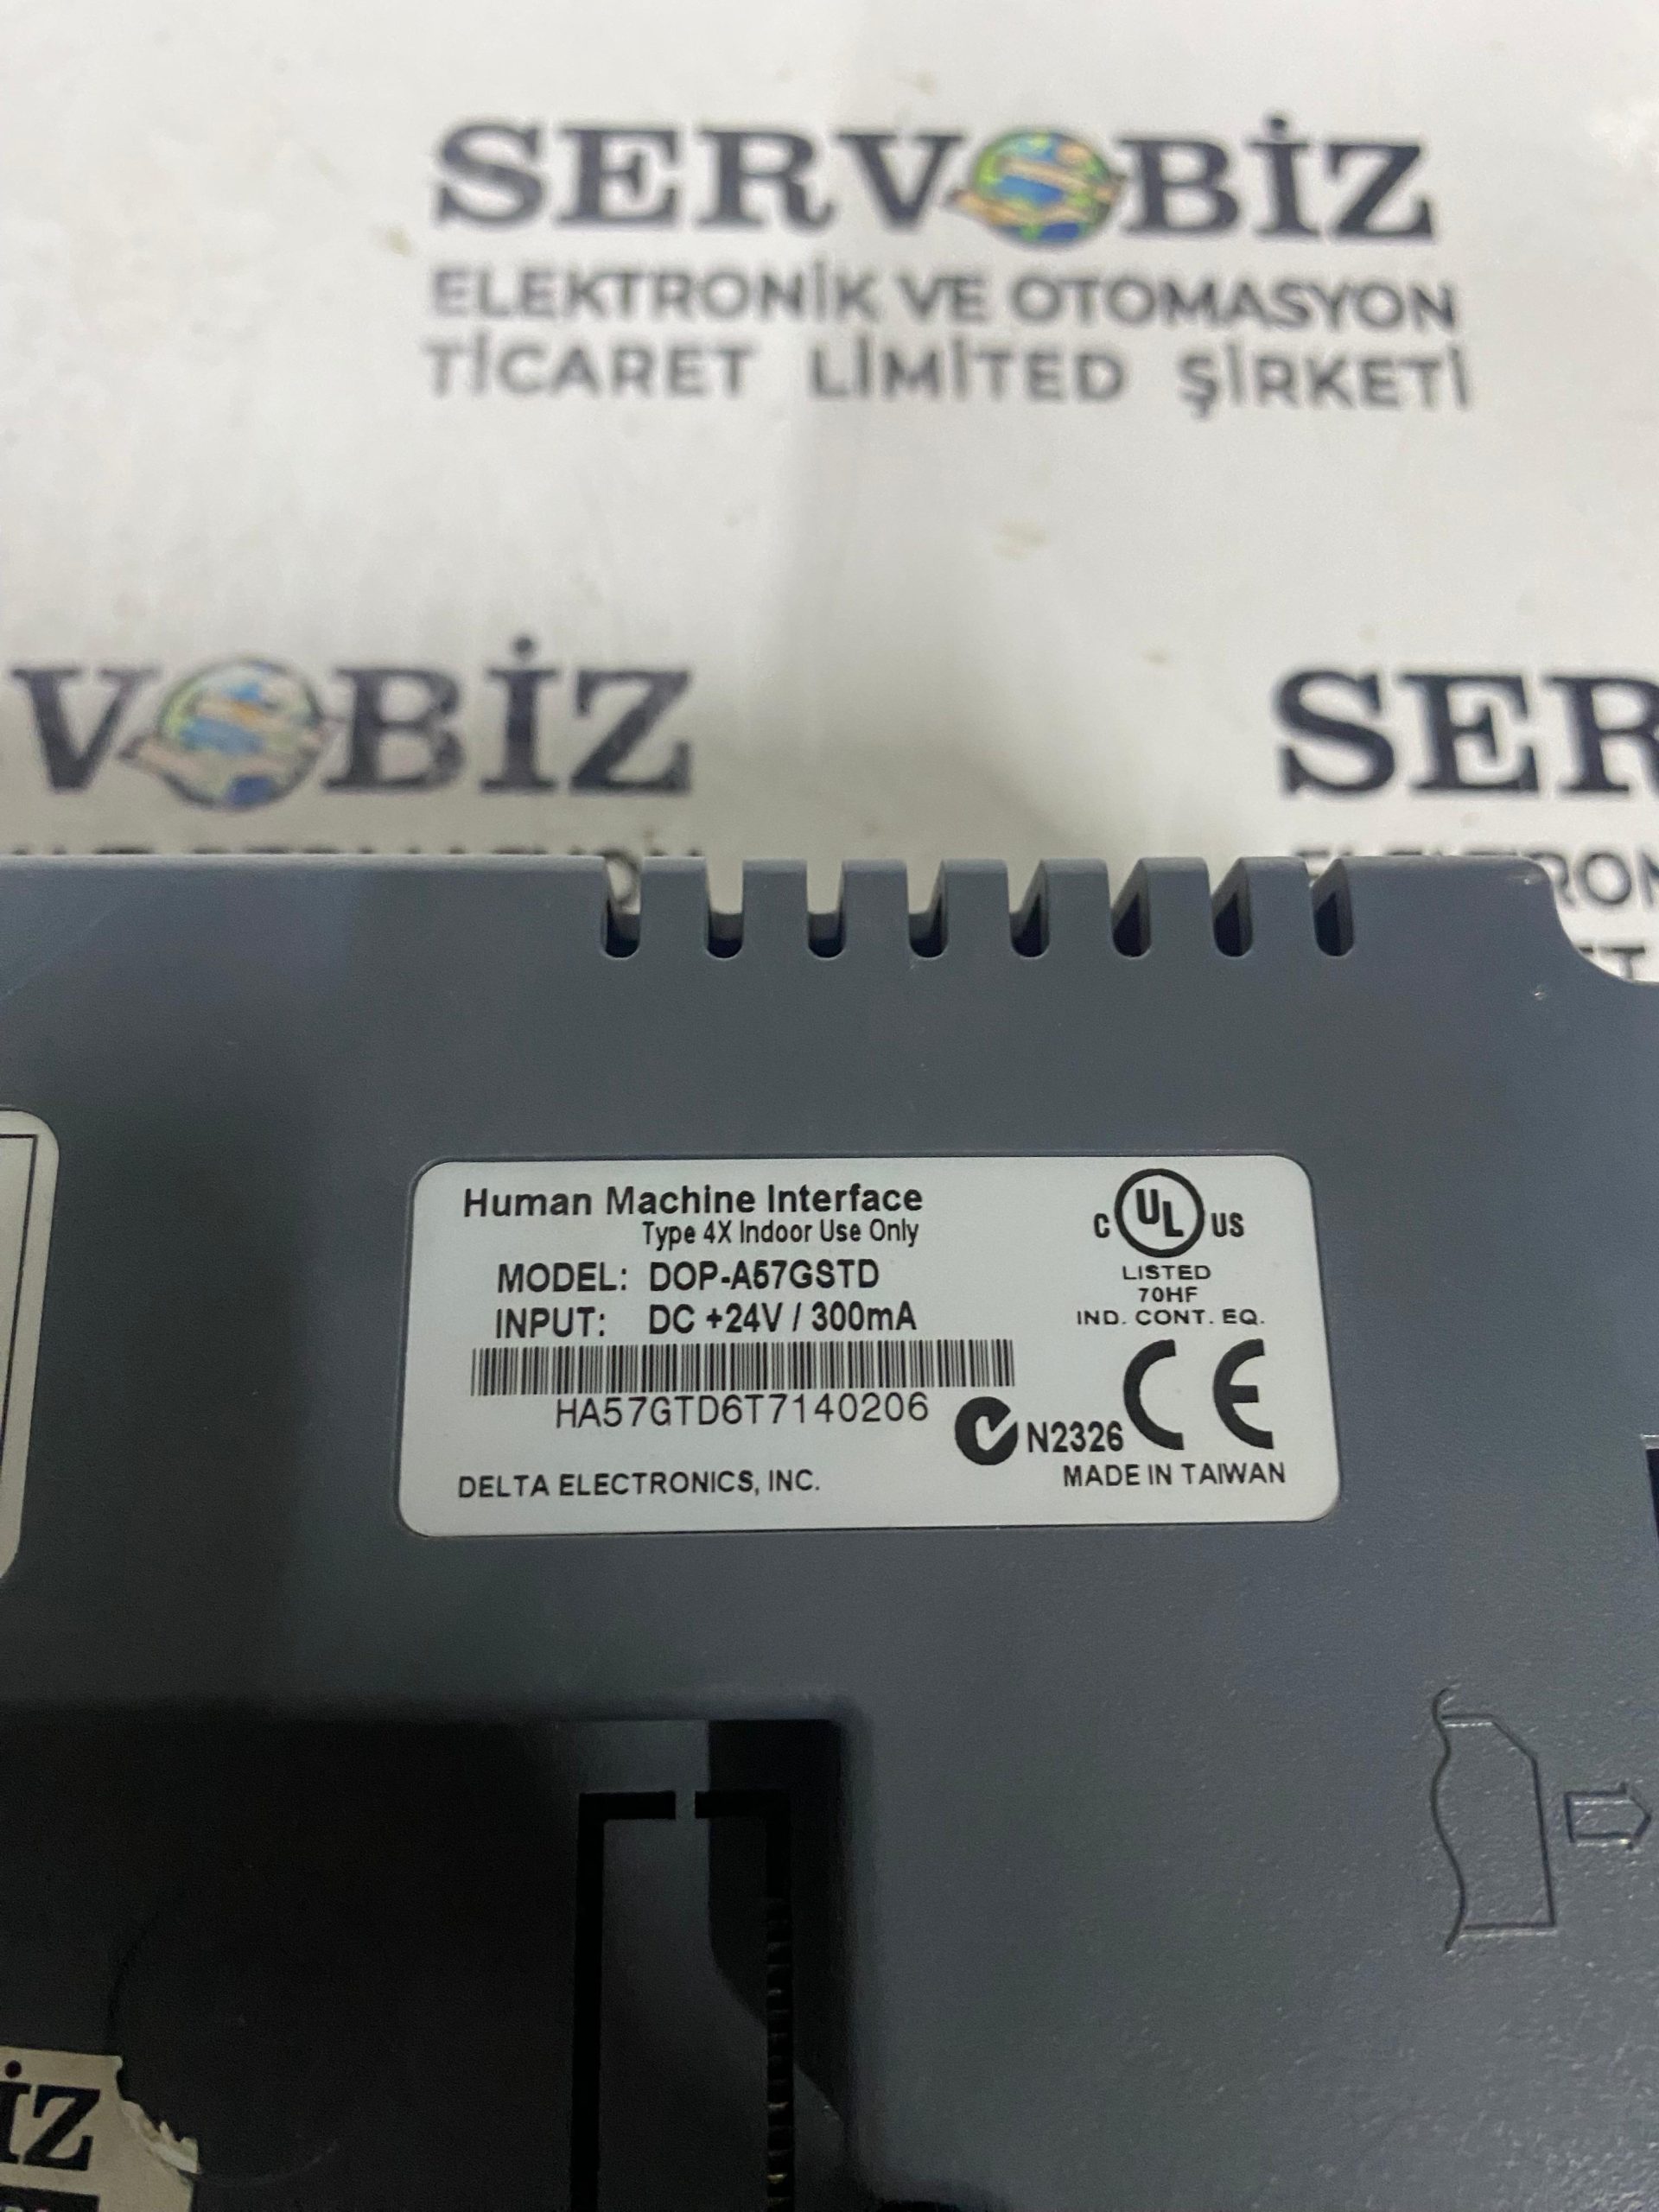 SERVOBİZ
ELEKTRONİK VE OTOMASYON
TİCARET LİMİTED ŞİRKETİ
VOBİZ
SER
Human Machine Interface
Type 4X Indoor Use Only
MODEL: DOP-A57GSTD
INPUT: DC +24V / 300mA
HA57GTD6T7140206
DELTA ELECTRONICS, INC.
C UL US
LISTED
70HF
IND. CONT. EQ.
N2326 CE
MADE IN TAIWAN
İZ